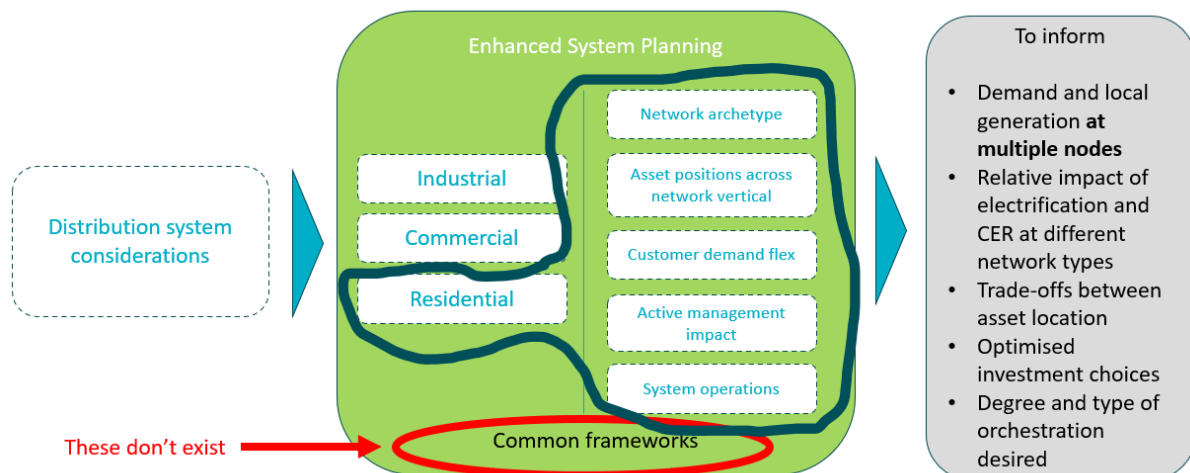 Enhanced System Planning
Distribution system
considerations
Industrial
Commercial
Residential
Network archetype
Asset positions across
network vertical
Customer demand flex
Active management
impact
System operations
Common frameworks
These don't exist
To inform
• Demand and local
generation at
multiple nodes
• Relative impact of
electrification and
CER at different
network types
• Trade-offs between
asset location
• Optimised
investment choices
• Degree and type of
orchestration
desired